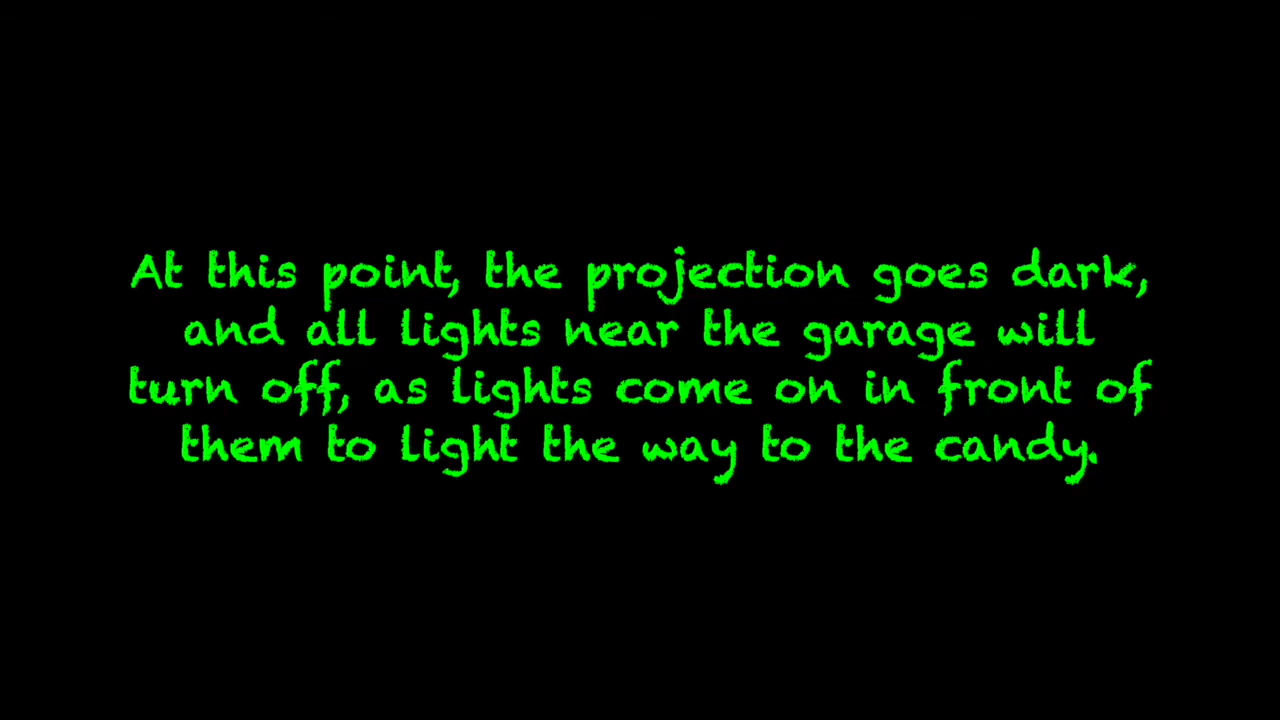 At this point, the projection goes dark,
and all lights near the garage will
turn off, as lights come on in front of
them to light the way to the candy.